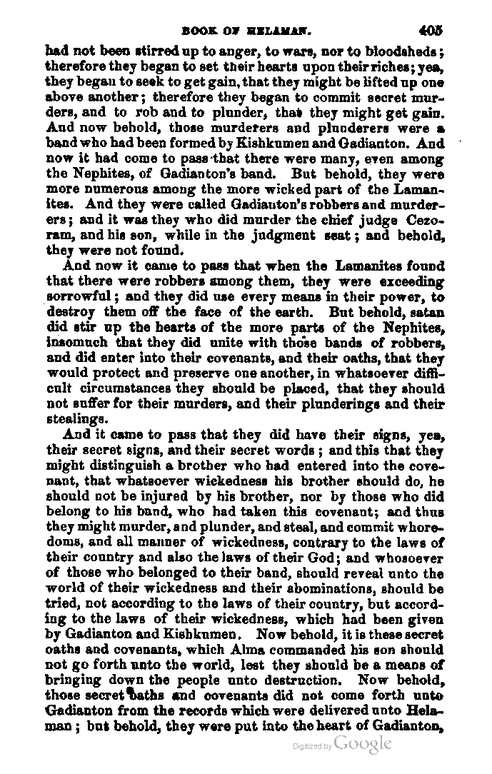 BOOK OF HELAMAN. 405
had not been stirred up to anger, to wars, nor to bloodsheds;
therefore they began to set their hearts upon their riches; yea,
they began to seek to get gain, that they might be lifted up one
above another; therefore they began to commit secret mur-
ders, and to rob and to plunder, that they might get gain.
And now behold, those murderers and plunderers were a
band who had been formed by Kishkumen and Gadianton. And
now it had come to pass that there were many, even among
the Nephites, of Gadianton's band. But behold, they were
more numerous among the more wicked part of the Laman-
ites. And they were called Gadianton's robbers and murder-
ers; and it was they who did murder the chief judge Cezo-
ram, and his son, while in the judgment seat; and behold,
they were not found.
And now it came to pass that when the Lamanites found
that there were robbers among them, they were exceeding
sorrowful; and they did use every means in their power, to
destroy them off the face of the earth. But behold, satan
did stir up the hearts of the more parts of the Nephites,
insomuch that they did unite with those bands of robbers,
and did enter into their covenants, and their oaths, that they
would protect and preserve one another, in whatsoever diffi-
cult circumstances they should be placed, that they should
not suffer for their murders, and their plunderings and their
stealings.
And it came to pass that they did have their signs, yea,
their secret signs, and their secret words; and this that they
might distinguish a brother who had entered into the cove-
nant, that whatsoever wickedness his brother should do, he
should not be injured by his brother, nor by those who did
belong to his band, who had taken this covenant; and thus
they might murder, and plunder, and steal, and commit whore-
doms, and all manner of wickedness, contrary to the laws of
their country and also the laws of their God; and whosoever
of those who belonged to their band, should reveal unto the
world of their wickedness and their abominations, should be
tried, not according to the laws of their country, but accord-
ing to the laws of their wickedness, which had been given
by Gadianton and Kishkumen. Now behold, it is these secret
oaths and covenants, which Alma commanded his son should
not go forth unto the world, lest they should be a means of
bringing down the people unto destruction. Now behold,
those secret oaths and covenants did not come forth unto
Gadianton from the records which were delivered unto Hela-
man; but behold, they were put into the heart of Gadianton,
Digitized by Google